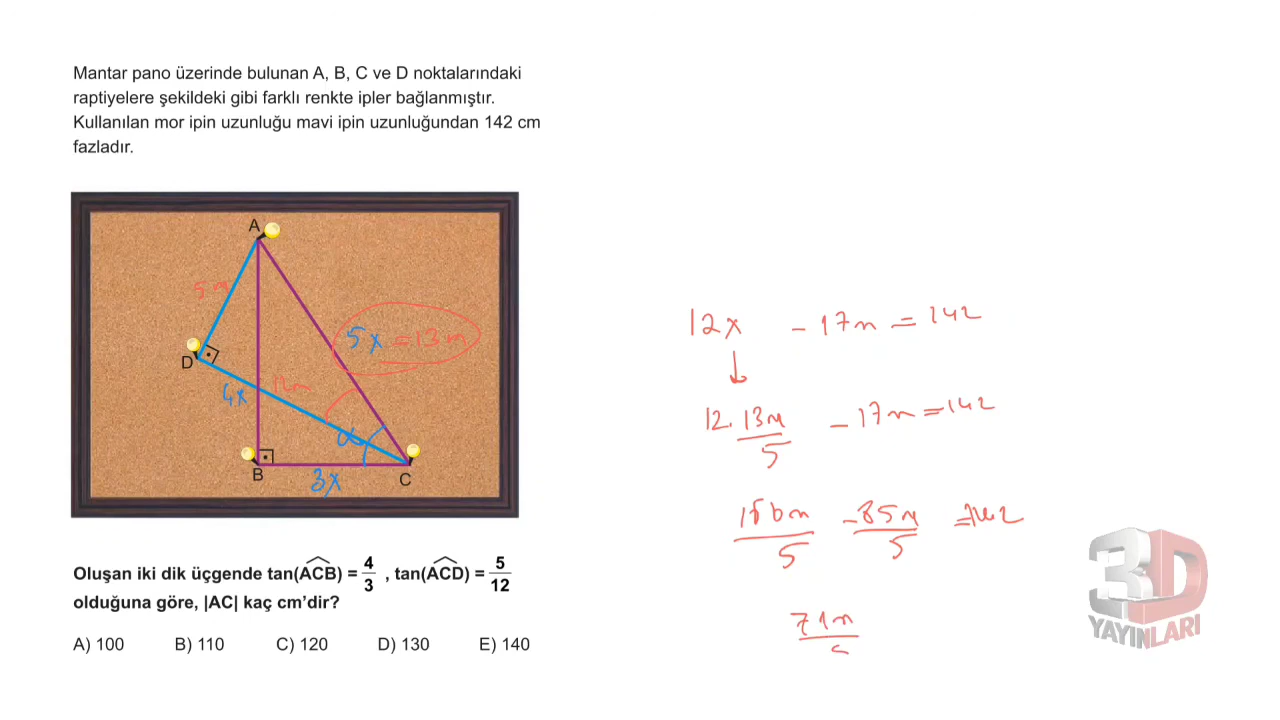 Mantar pano üzerinde bulunan A, B, C ve D noktalarındaki
raptiyelere şekildeki gibi farklı renkte ipler bağlanmıştır.
Kullanılan mor ipin uzunluğu mavi ipin uzunluğundan 142 cm
fazladır.
A
5m
5x = 13m
D
4x
12m
α
B
3x
C
12x - 17m = 142
12. 13m/5 - 17m = 142
156m/5 - 85m/5 = 142
71m/5
Oluşan iki dik üçgende tan(ACB) = 4/3 , tan(ACD) = 5/12
olduğuna göre, |AC| kaç cm'dir?
A) 100 B) 110 C) 120 D) 130 E) 140
3D
YAYINLARI